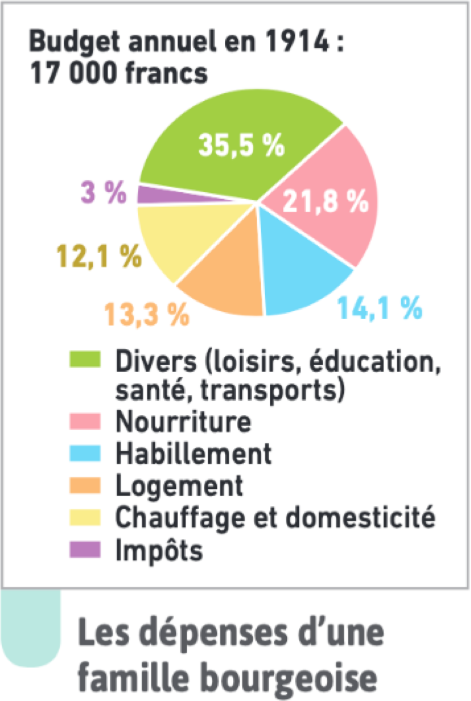 Budget annuel en 1914 :
17 000 francs
35,5 %
3 %
21,8 %
12,1 %
13,3 %
14,1 %
Divers (loisirs, éducation,
santé, transports)
Nourriture
Habillement
Logement
Chauffage et domesticité
Impôts
Les dépenses d’une
famille bourgeoise